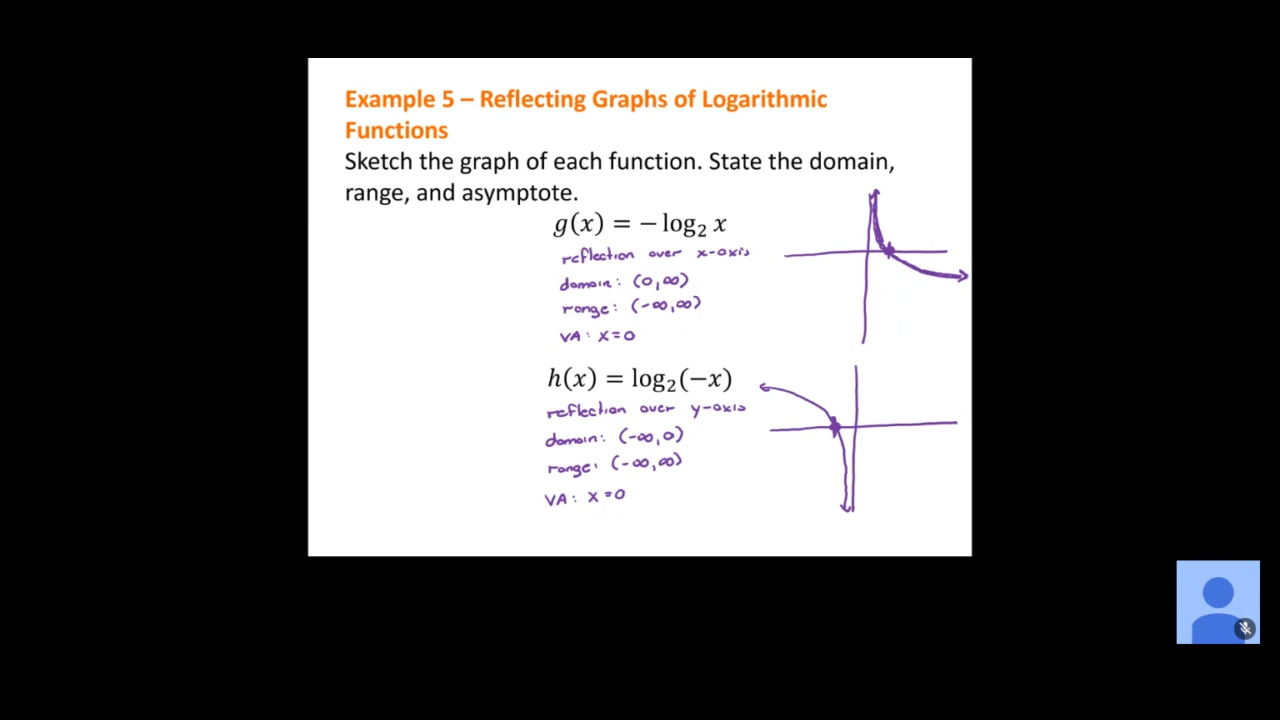 Example 5 – Reflecting Graphs of Logarithmic
Functions
Sketch the graph of each function. State the domain,
range, and asymptote.
g(x) = − log₂ x
reflection over x-axis
domain: (0,∞)
range: (-∞,∞)
VA: x=0
h(x) = log₂(−x)
reflection over y-axis
domain: (-∞,0)
range: (-∞,∞)
VA: x=0